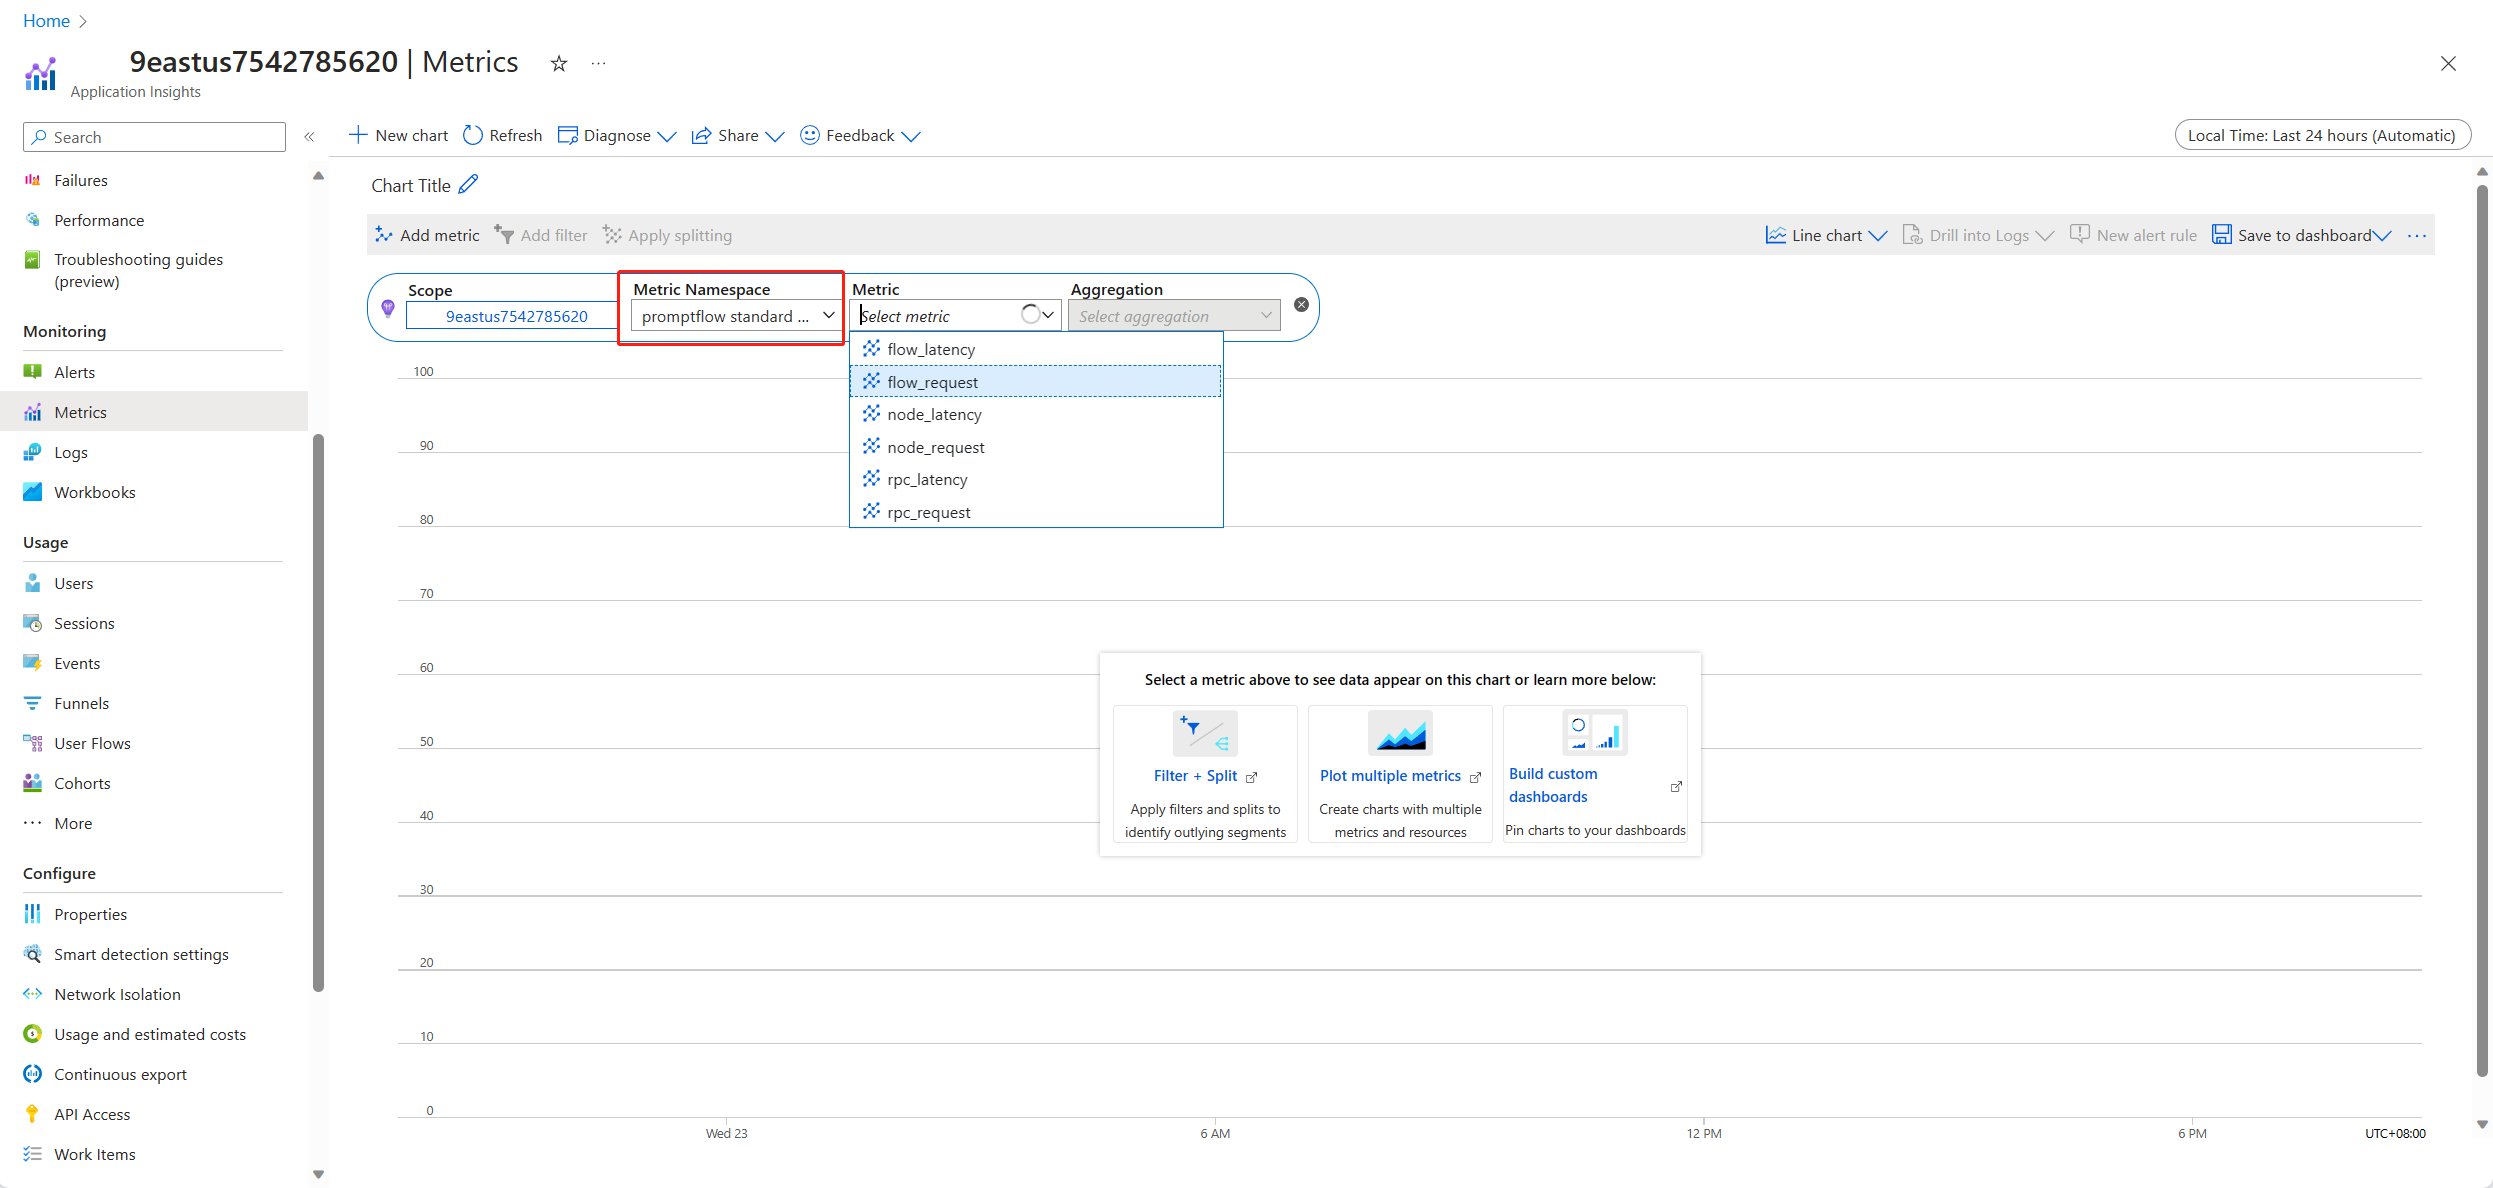 Home
9eastus7542785620 | Metrics
Application Insights
Search
Failures
Performance
Troubleshooting guides
(preview)
Monitoring
Alerts
Metrics
Logs
Workbooks
Usage
Users
Sessions
Events
Funnels
User Flows
Cohorts
More
Configure
Properties
Smart detection settings
Network Isolation
Usage and estimated costs
Continuous export
API Access
Work Items
New chart
Refresh
Diagnose
Share
Feedback
Local Time: Last 24 hours (Automatic)
Chart Title
Add metric
Add filter
Apply splitting
Line chart
Drill into Logs
New alert rule
Save to dashboard
Scope
9eastus7542785620
Metric Namespace
promptflow standard ...
Metric
Select metric
Aggregation
Select aggregation
flow_latency
flow_request
node_latency
node_request
rpc_latency
rpc_request
100
90
80
70
60
50
40
30
20
10
0
Select a metric above to see data appear on this chart or learn more below:
Filter + Split
Apply filters and splits to
identify outlying segments
Plot multiple metrics
Create charts with multiple
metrics and resources
Build custom
dashboards
Pin charts to your dashboards
Wed 23
6 AM
12 PM
6 PM
UTC+08:00